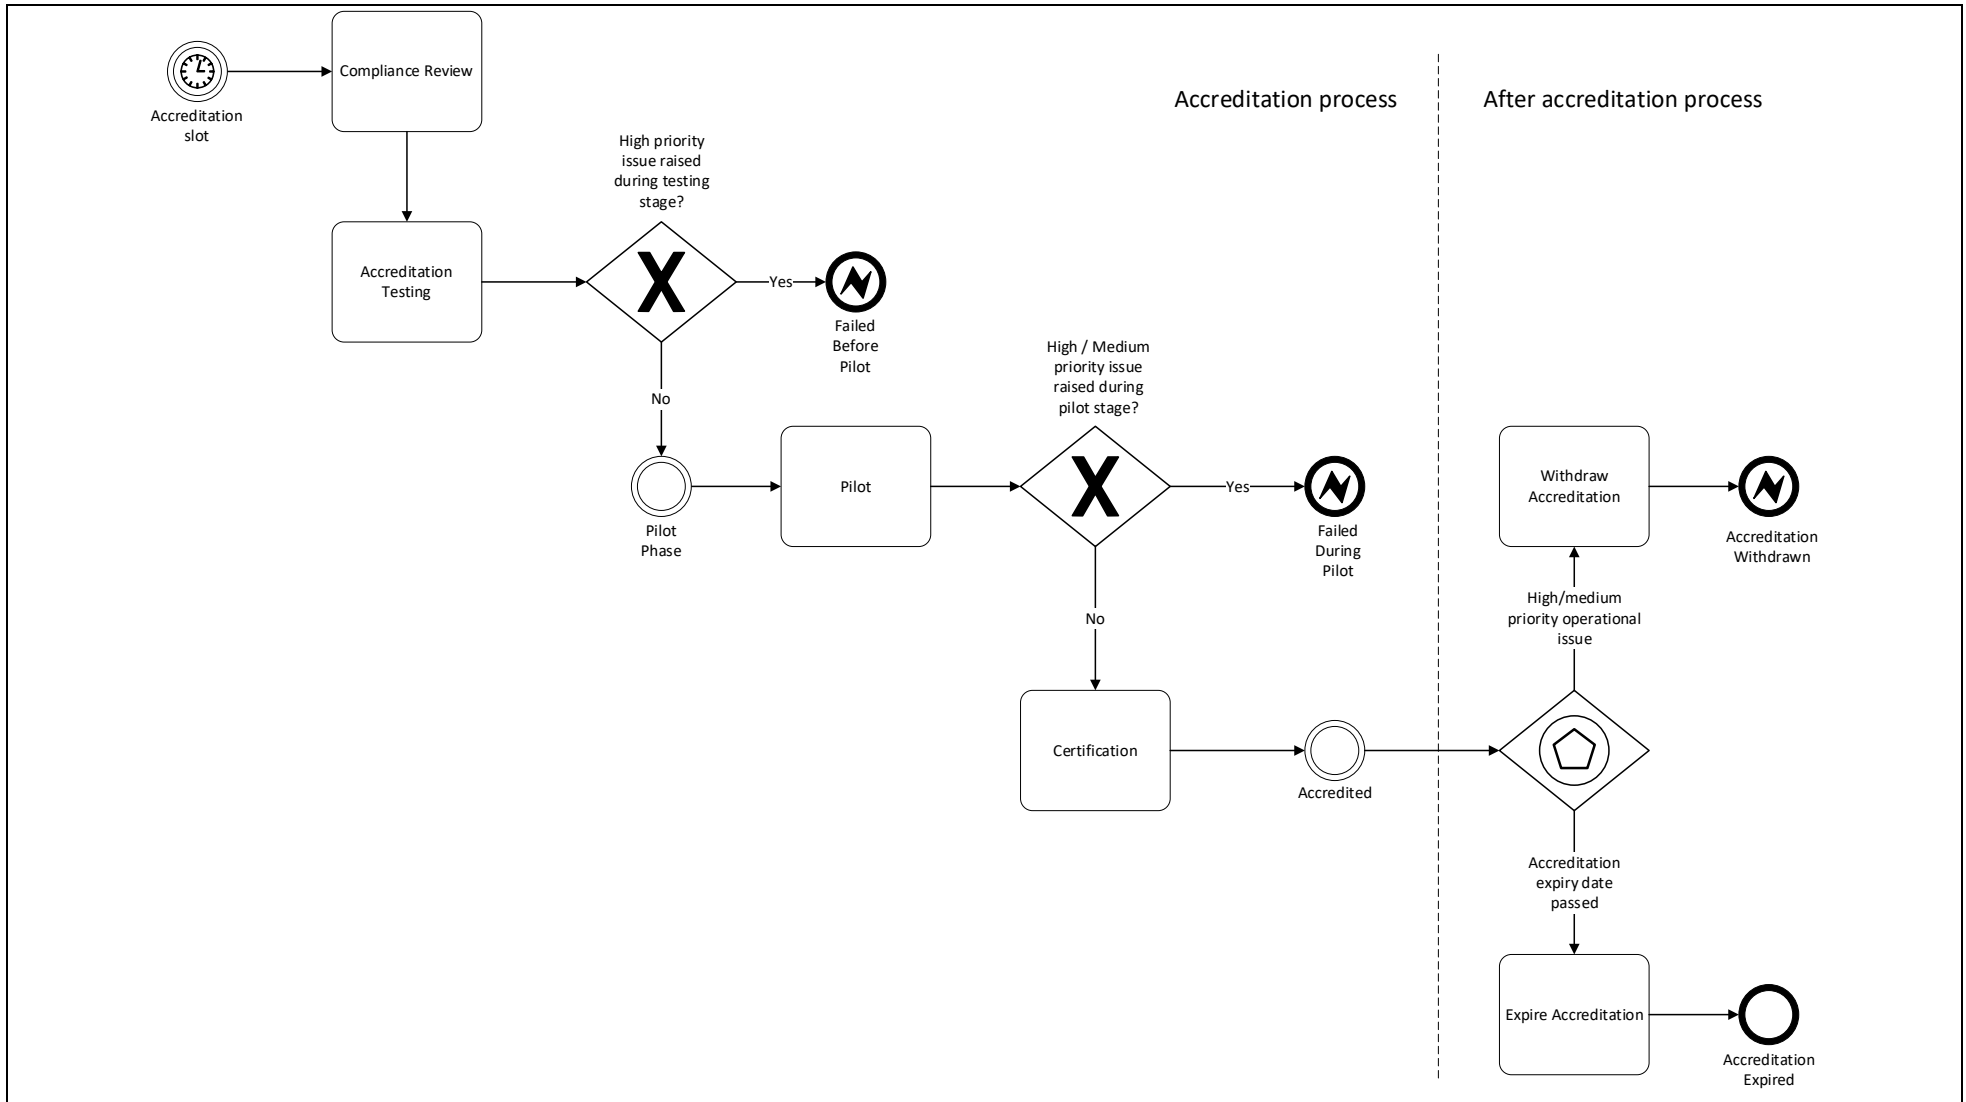 Compliance Review
Accreditation
slot
Accreditation process
After accreditation process
High priority
issue raised
during testing
stage?
Accreditation
Testing
X
Yes
Failed
Before
Pilot
No
High / Medium
priority issue
raised during
pilot stage?
Pilot
Phase
Pilot
X
Yes
Failed
During
Pilot
Withdraw
Accreditation
Accreditation
Withdrawn
No
High/medium
priority operational
issue
Certification
Accredited
Accreditation
expiry date
passed
Expire Accreditation
Accreditation
Expired